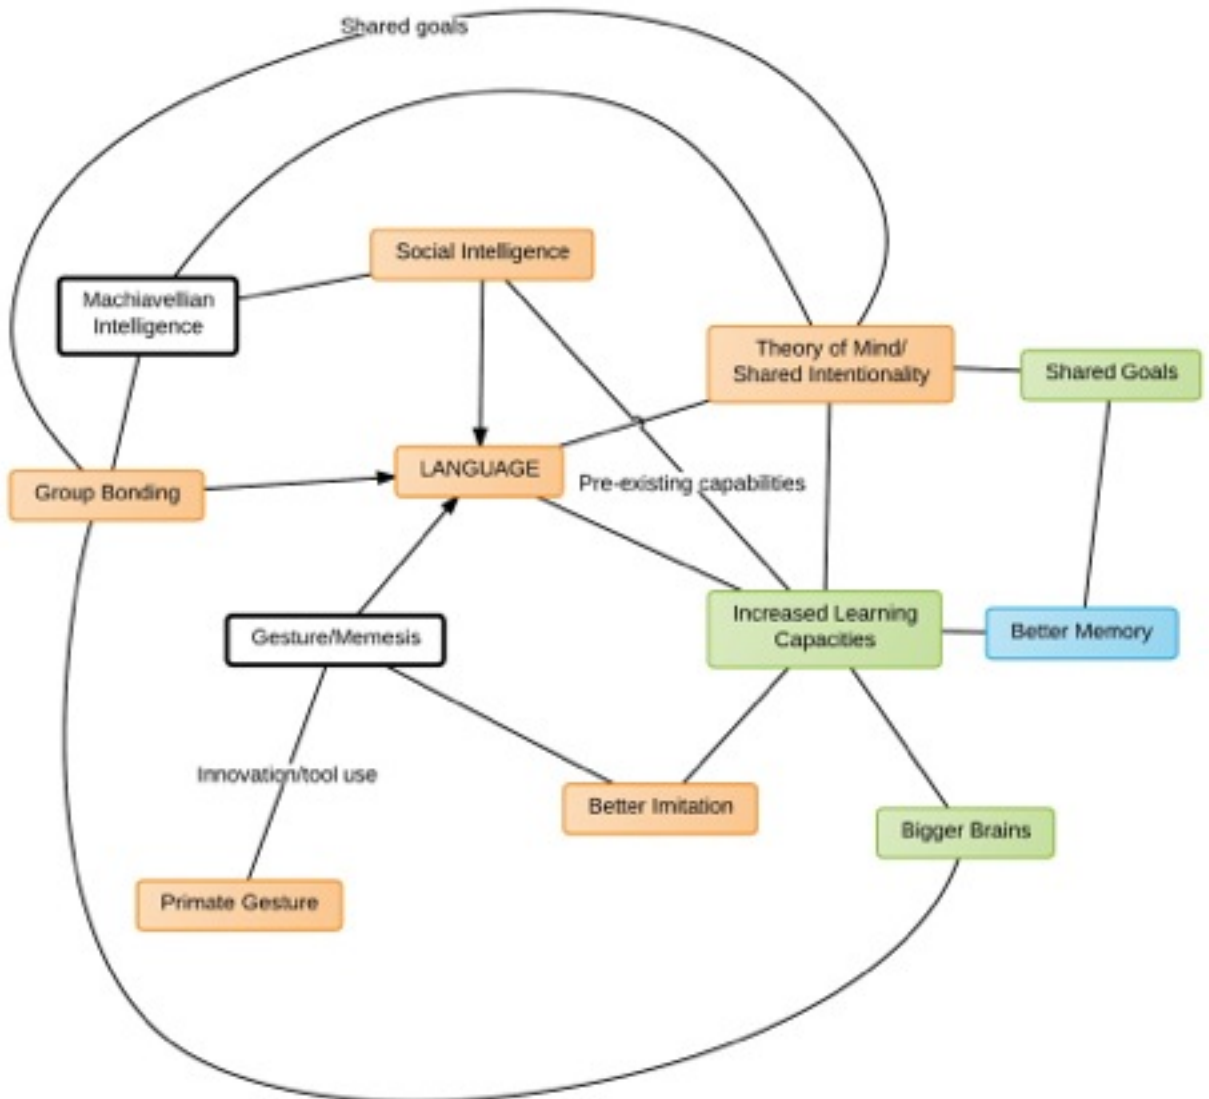 Shared goals
Social Intelligence
Machiavellian
Intelligence
Theory of Mind/
Shared Intentionality
Shared Goals
LANGUAGE
Pre-existing capabilities
Group Bonding
Increased Learning
Capacities
Better Memory
Gesture/Memesis
Innovation/tool use
Better Imitation
Bigger Brains
Primate Gesture